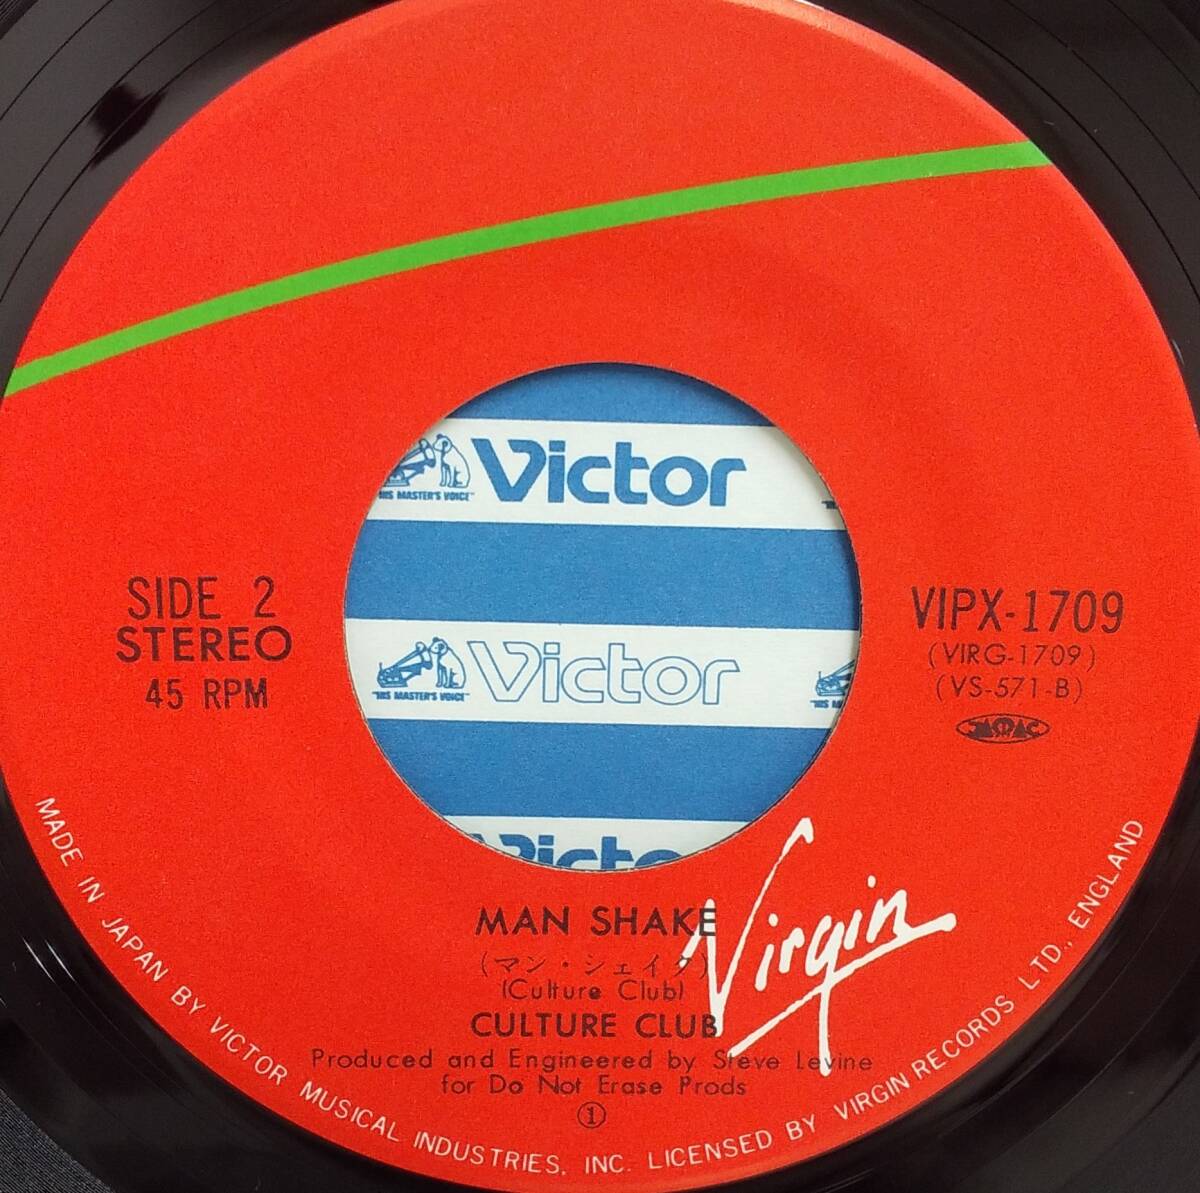 "HIS MASTER'S VOICE" Victor
SIDE 2
STEREO
45 RPM
VIPX-1709
(VIRG-1709)
(VS-571-B)
JASRAC
"HIS MASTER'S VOICE" Victor
Victor
Virgin
MAN SHAKE
(マン・シェイク)
(Culture Club)
CULTURE CLUB
Produced and Engineered by Steve Levine
for Do Not Erase Prods
①
MADE IN JAPAN BY VICTOR MUSICAL INDUSTRIES, INC. LICENSED BY VIRGIN RECORDS LTD., ENGLAND